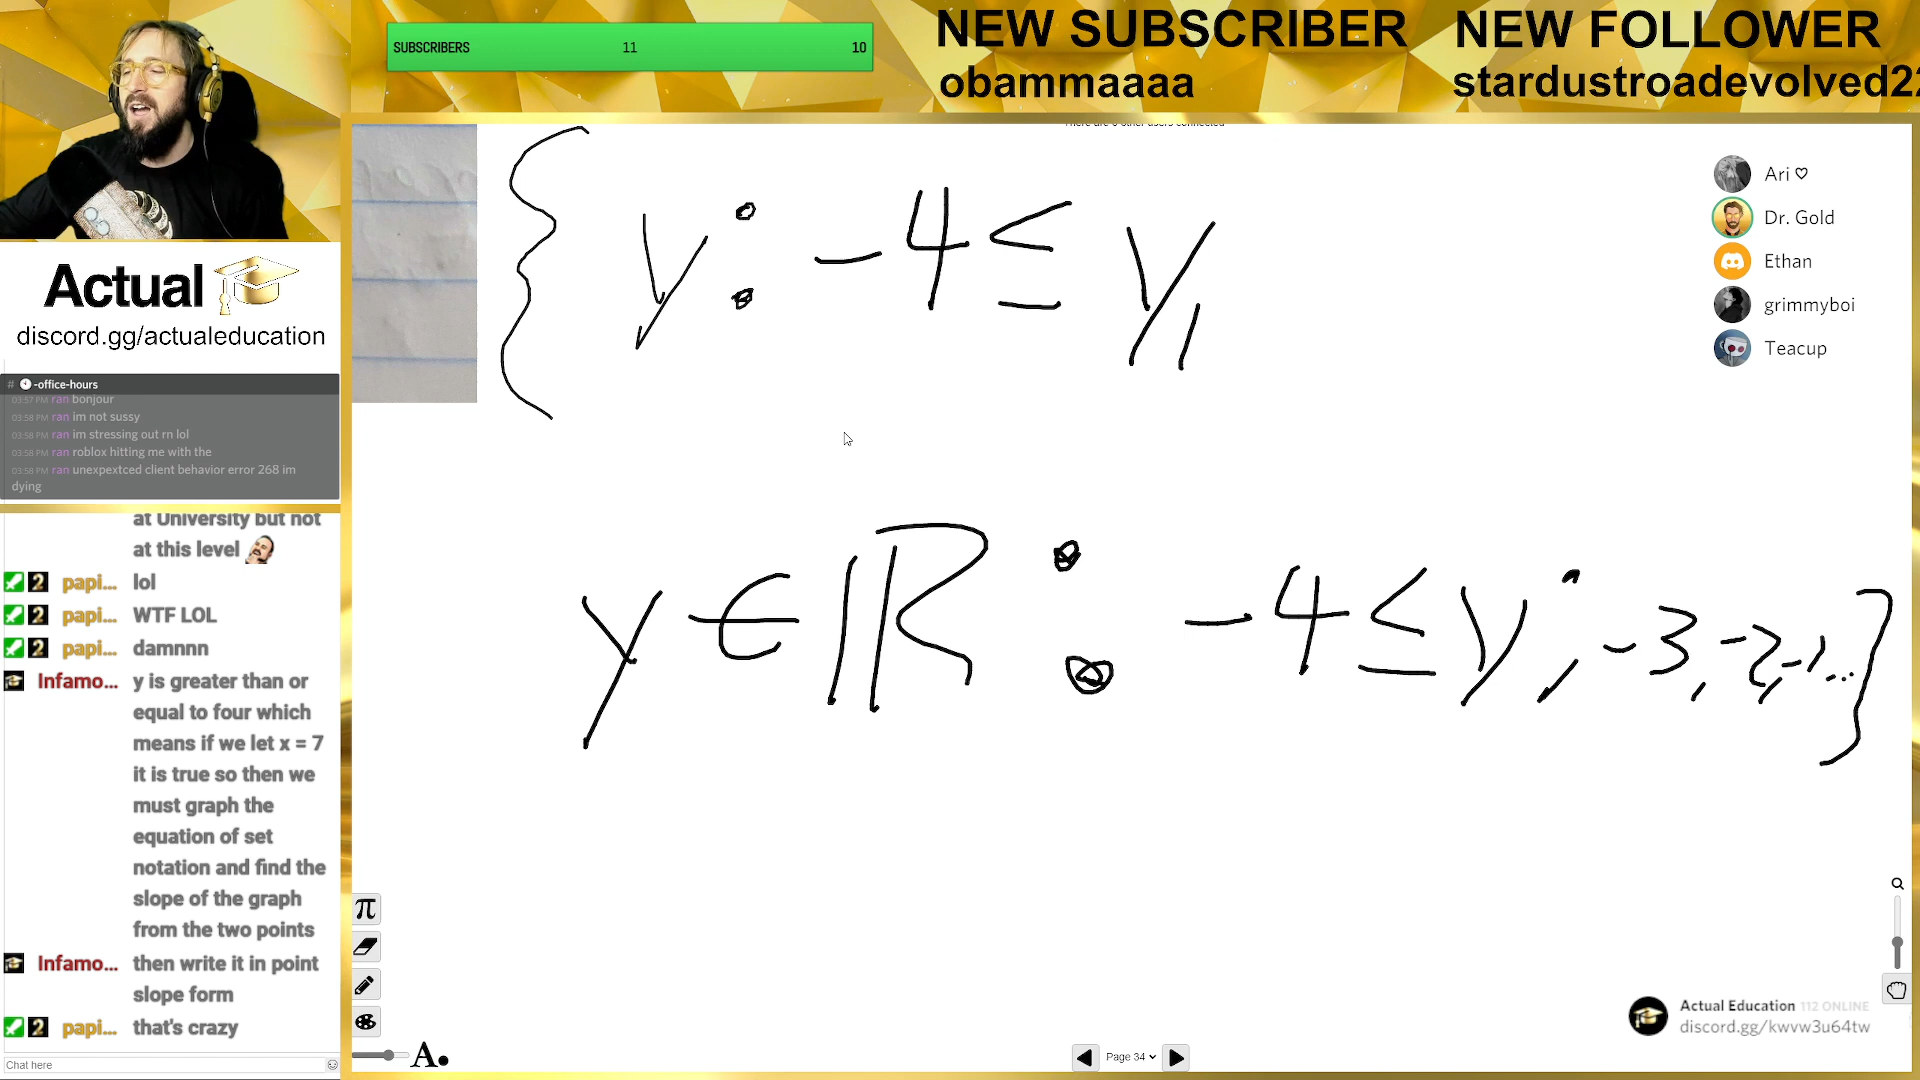 SUBSCRIBERS 11 10
NEW SUBSCRIBER
obammaaaa
NEW FOLLOWER
stardustroadevolved22
Actual
discord.gg/actualeducation
# -office-hours
03:57 PM ran bonjour
03:58 PM ran im not sussy
03:58 PM ran im stressing out rn lol
03:58 PM ran roblox hitting me with the
03:58 PM ran unexpextced client behavior error 268 im
dying
at University but not
at this level
2 papi... lol
2 papi... WTF LOL
2 papi... damnnn
Infamo... y is greater than or
equal to four which
means if we let x = 7
it is true so then we
must graph the
equation of set
notation and find the
slope of the graph
from the two points
Infamo... then write it in point
slope form
2 papi... that's crazy
Chat here
{ y : -4 ≤ y,
y ∈ ℝ : -4 ≤ y; -3, -2, -1, ... }
Ari ♡
Dr. Gold
Ethan
grimmyboi
Teacup
π
A
Page 34
Actual Education 112 ONLINE
discord.gg/kwvw3u64tw